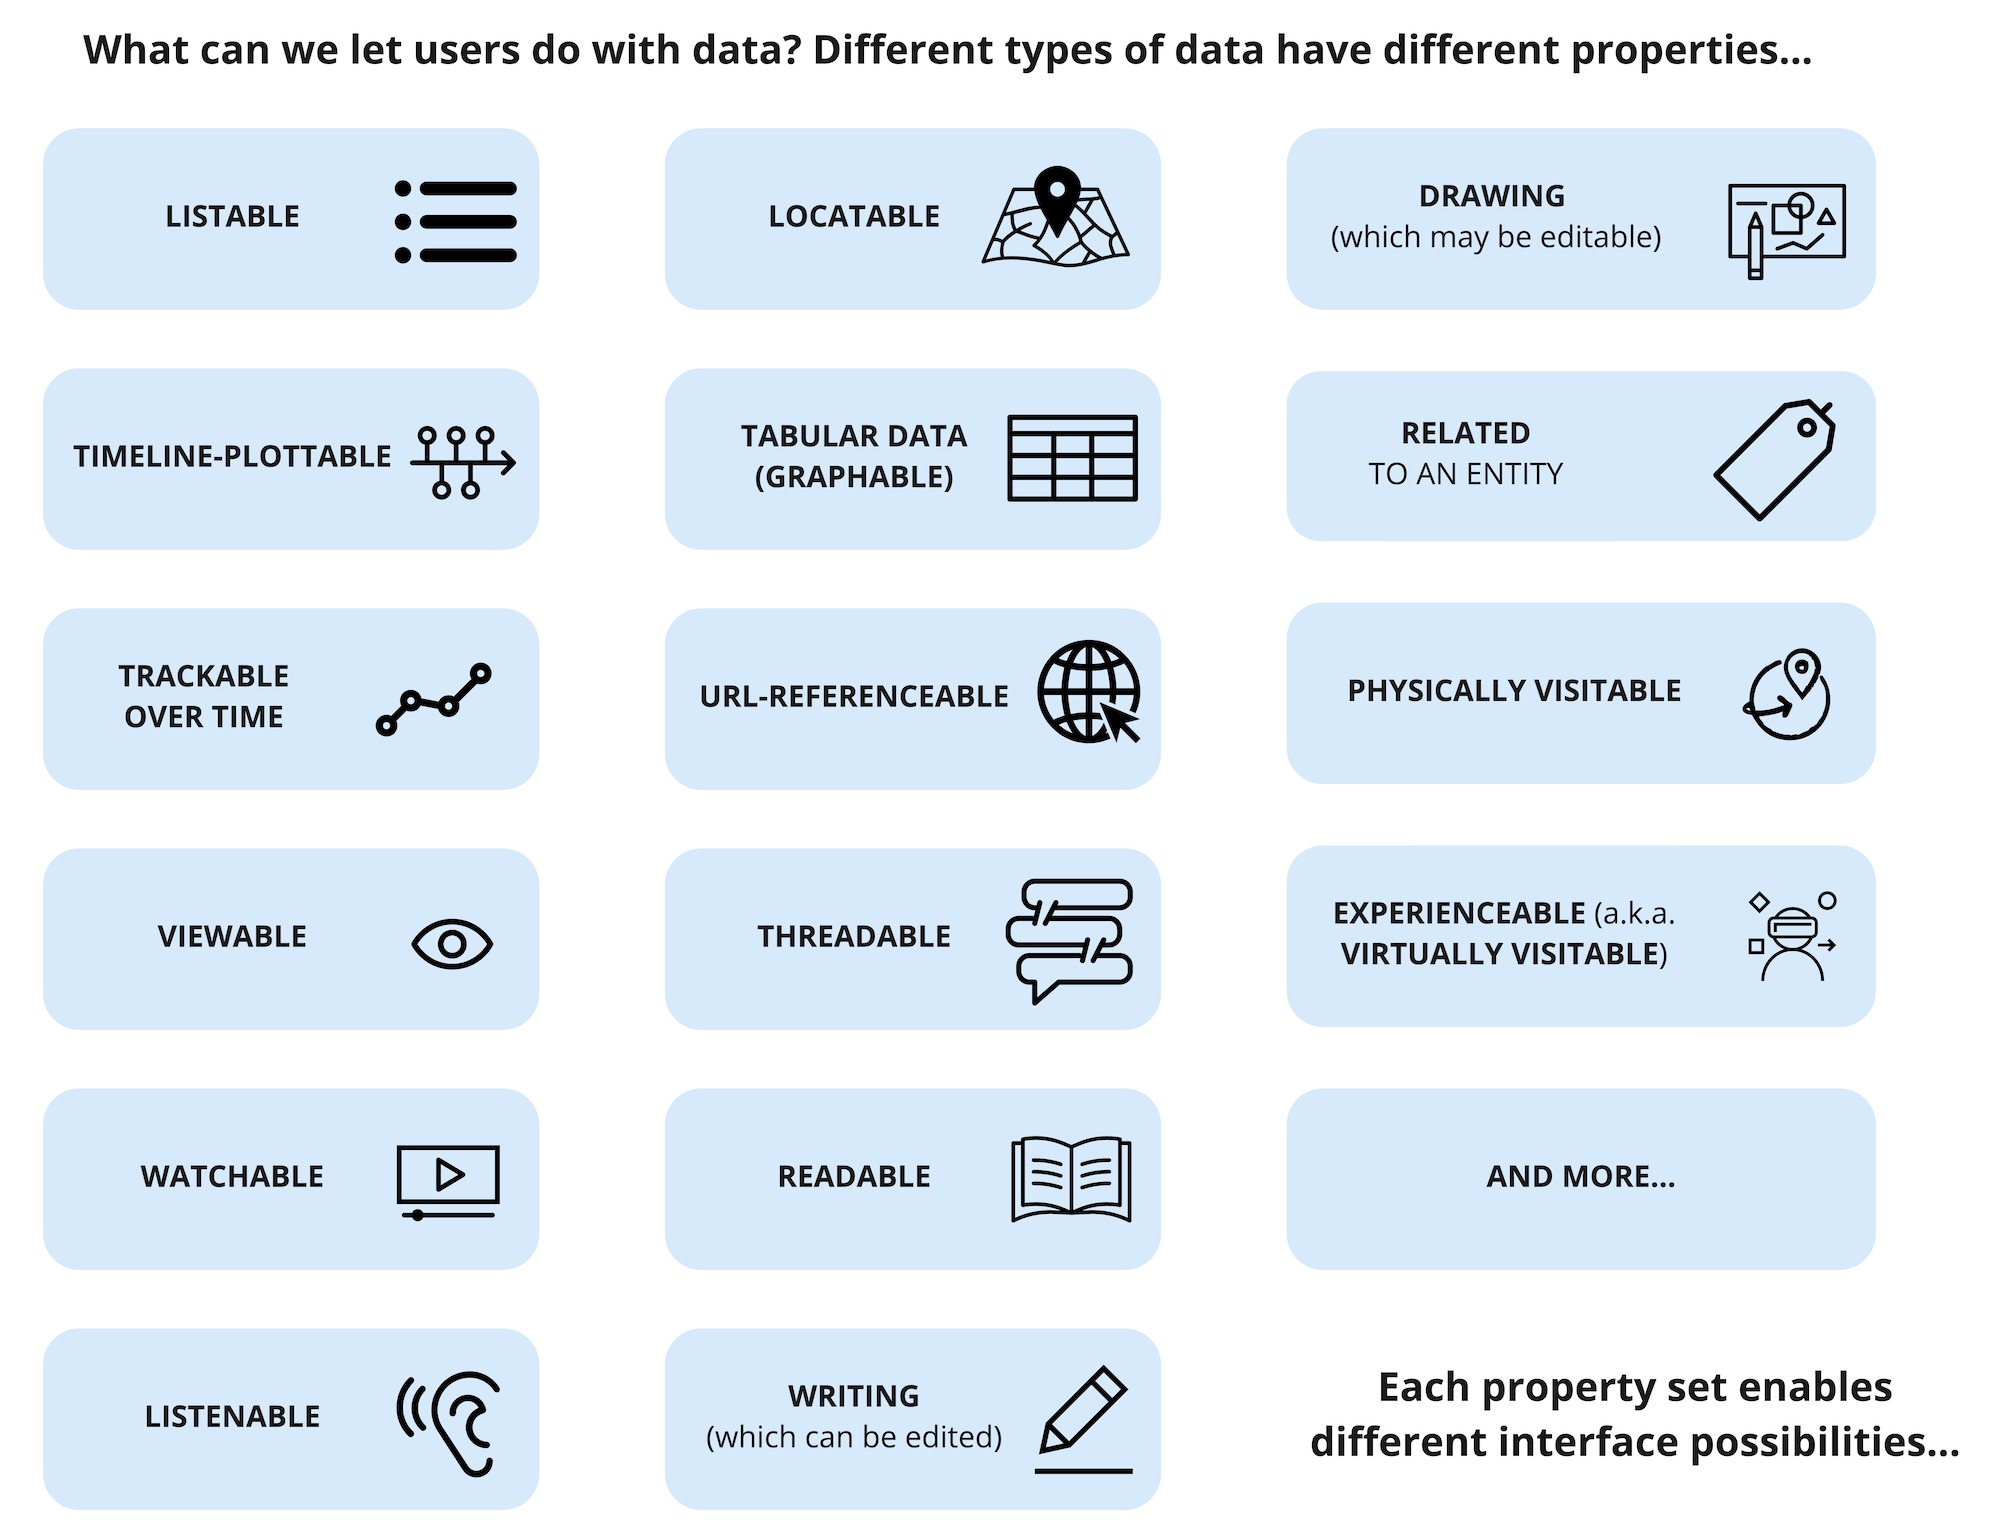 What can we let users do with data? Different types of data have different properties...
LISTABLE
LOCATABLE
DRAWING
(which may be editable)
TIMELINE-PLOTTABLE
TABULAR DATA
(GRAPHABLE)
RELATED
TO AN ENTITY
TRACKABLE
OVER TIME
URL-REFERENCEABLE
PHYSICALLY VISITABLE
VIEWABLE
THREADABLE
EXPERIENCEABLE (a.k.a.
VIRTUALLY VISITABLE)
WATCHABLE
READABLE
AND MORE...
LISTENABLE
WRITING
(which can be edited)
Each property set enables
different interface possibilities...